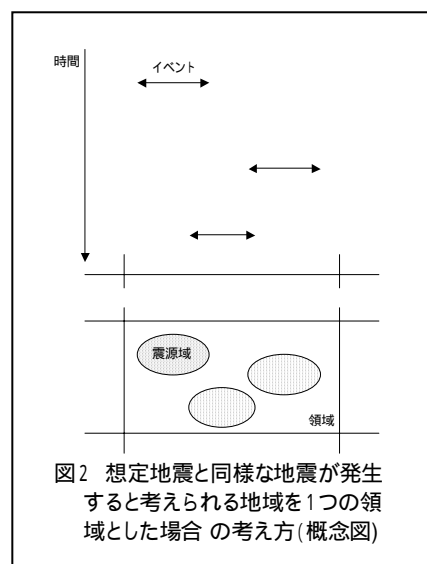 時間
イベント
震源域
領域
図2 想定地震と同様な地震が発生
すると考えられる地域を1つの領
域とした場合 の考え方(概念図)